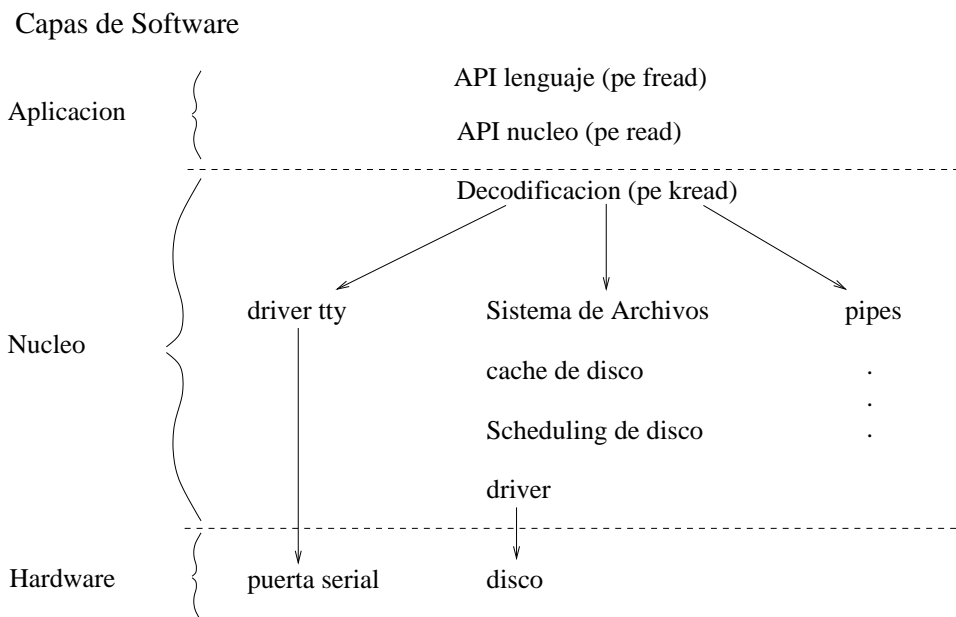 Capas de Software
API lenguaje (pe fread)
Aplicacion
API nucleo (pe read)
Decodificacion (pe kread)
driver tty
Sistema de Archivos
pipes
Nucleo
cache de disco
.
.
Scheduling de disco
.
driver
Hardware
puerta serial
disco